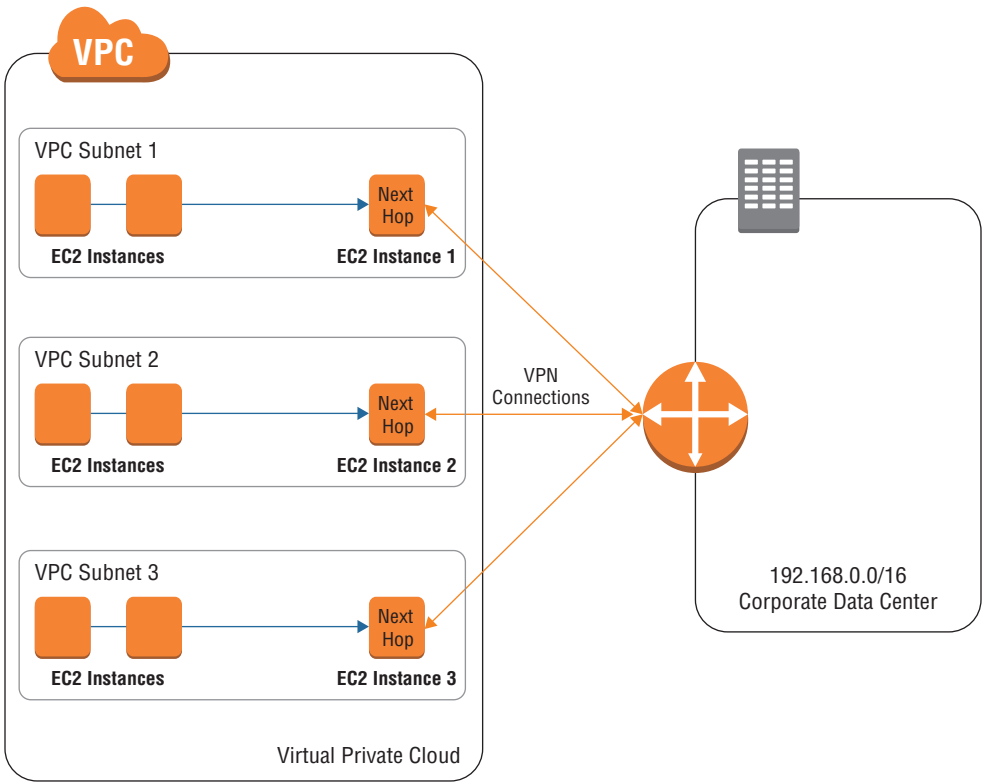 VPC
VPC Subnet 1
Next
Hop
EC2 Instances
EC2 Instance 1
VPC Subnet 2
Next
Hop
EC2 Instances
EC2 Instance 2
VPN
Connections
VPC Subnet 3
Next
Hop
EC2 Instances
EC2 Instance 3
Virtual Private Cloud
192.168.0.0/16
Corporate Data Center